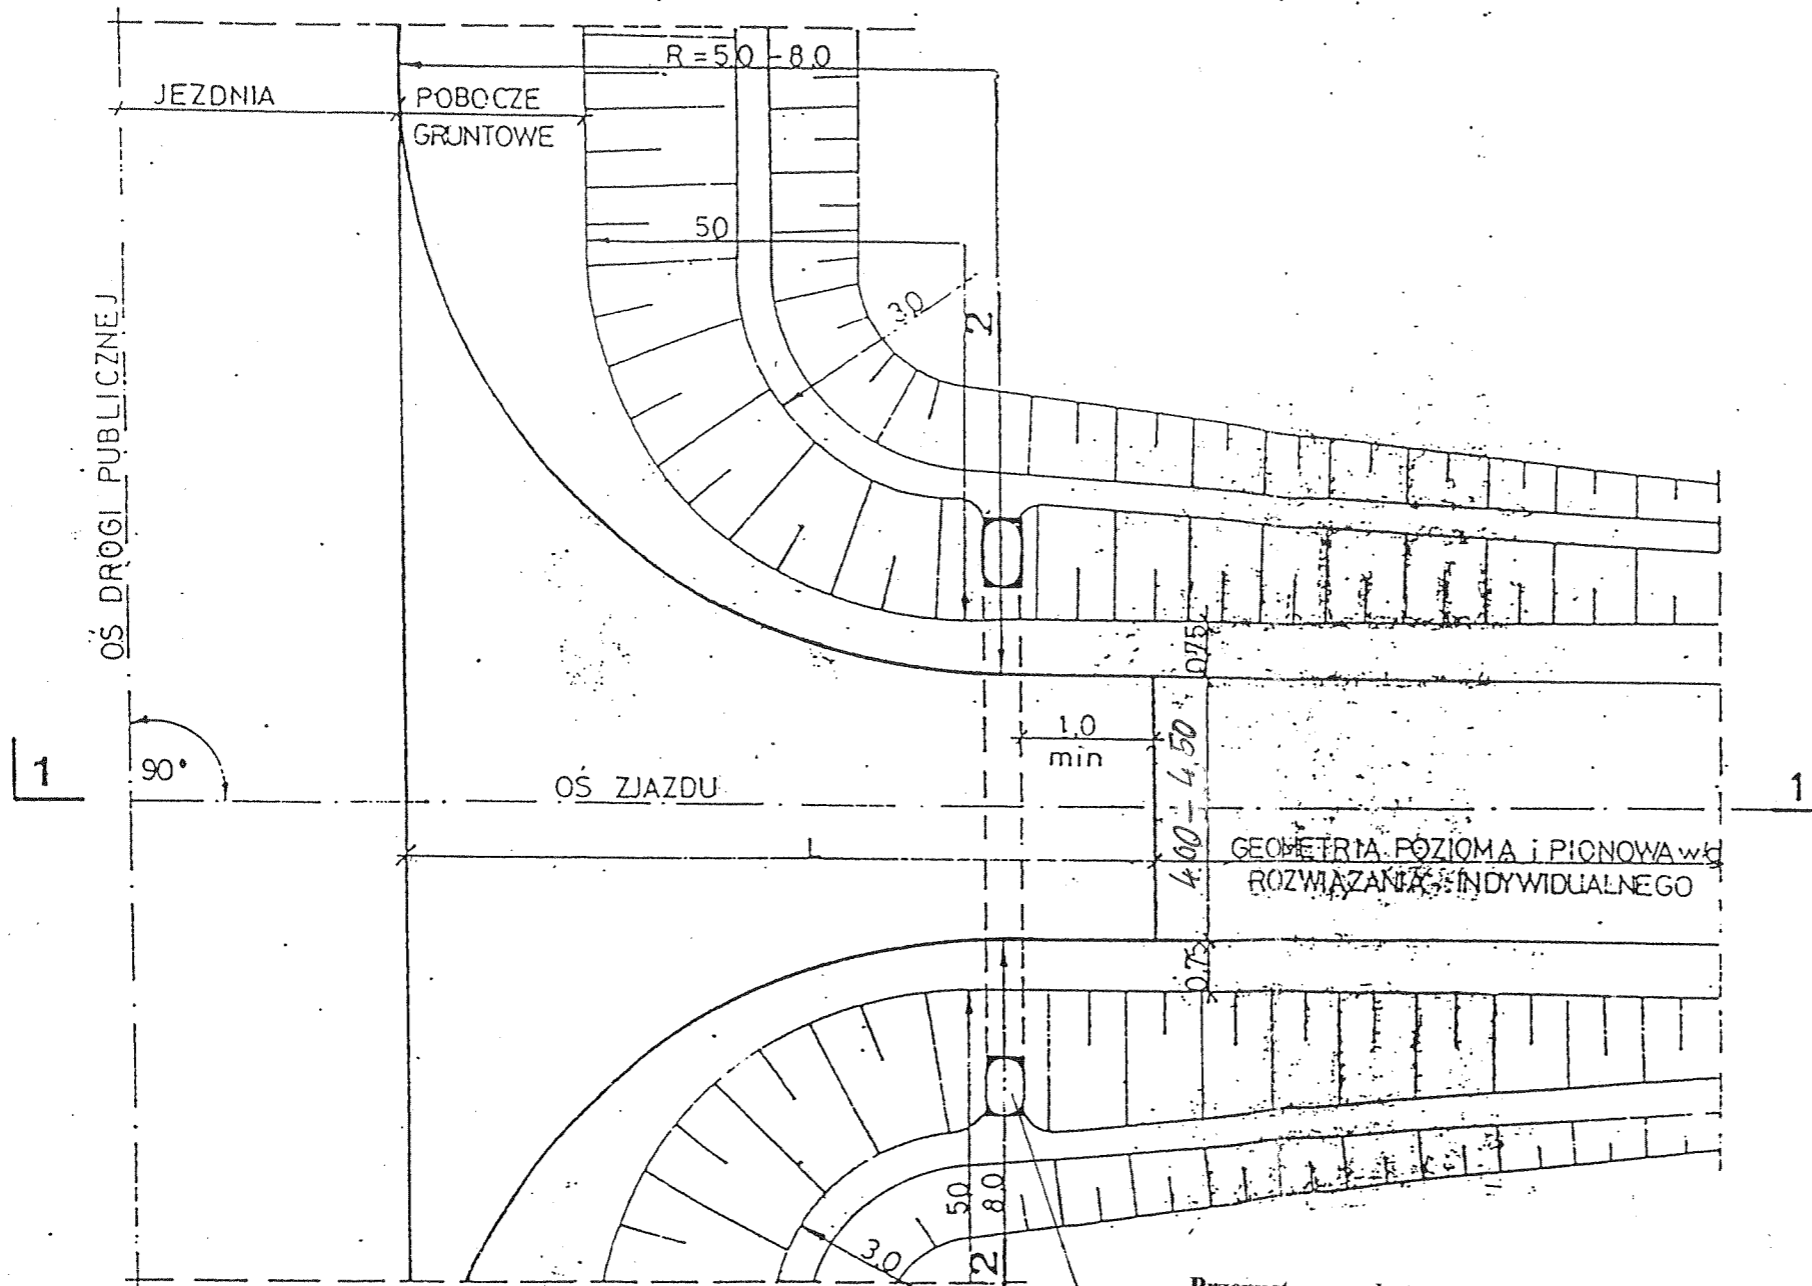 R = 5.0 - 8.0
JEZDNIA
POBOCZE
GRUNTOWE
5.0
3.0
2
OŚ DROGI PUBLICZNEJ
0.75
1.0
min
4.00 - 4.50
1
90°
OŚ ZJAZDU
1
L
GEOMETRIA POZIOMA i PIONOWA wg
ROZWIĄZANIA INDYWIDUALNEGO
0.75
5.0
8.0
3.0
2